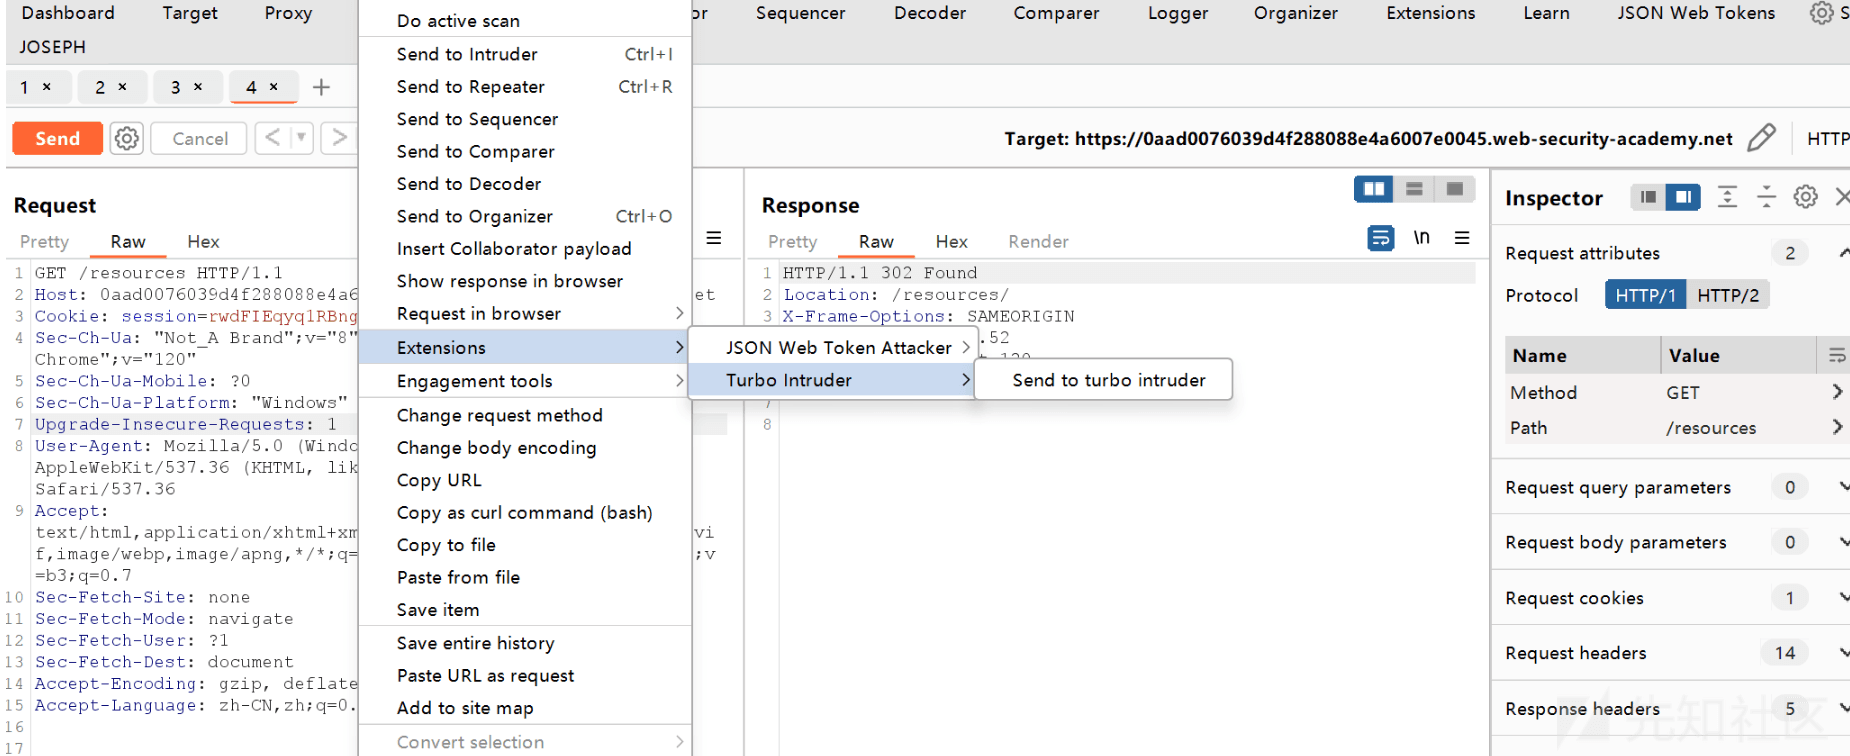 Dashboard Target Proxy or Sequencer Decoder Comparer Logger Organizer Extensions Learn JSON Web Tokens S
JOSEPH
Do active scan
Send to Intruder Ctrl+I
Send to Repeater Ctrl+R
Send to Sequencer
Send to Comparer
Send to Decoder
Send to Organizer Ctrl+O
Insert Collaborator payload
Show response in browser
Request in browser
Extensions
Engagement tools
Change request method
Change body encoding
Copy URL
Copy as curl command (bash)
Copy to file
Paste from file
Save item
Save entire history
Paste URL as request
Add to site map
Convert selection
JSON Web Token Attacker
Turbo Intruder
Send to turbo intruder
1 × 2 × 3 × 4 × +
Send Cancel < >
Target: https://0aad0076039d4f288088e4a6007e0045.web-security-academy.net HTTP
Request
Pretty Raw Hex
1 GET /resources HTTP/1.1
2 Host: 0aad0076039d4f288088e4a6 et
3 Cookie: session=rwdFIEqyq1RBng
4 Sec-Ch-Ua: "Not_A Brand";v="8"
Chrome";v="120"
5 Sec-Ch-Ua-Mobile: ?0
6 Sec-Ch-Ua-Platform: "Windows"
7 Upgrade-Insecure-Requests: 1
8 User-Agent: Mozilla/5.0 (Windo
AppleWebKit/537.36 (KHTML, lik
Safari/537.36
9 Accept:
text/html,application/xhtml+xm vi
f,image/webp,image/apng,*/*;q= ;v
=b3;q=0.7
10 Sec-Fetch-Site: none
11 Sec-Fetch-Mode: navigate
12 Sec-Fetch-User: ?1
13 Sec-Fetch-Dest: document
14 Accept-Encoding: gzip, deflate
15 Accept-Language: zh-CN,zh;q=0.
16
17
Response
Pretty Raw Hex Render
\n
1 HTTP/1.1 302 Found
2 Location: /resources/
3 X-Frame-Options: SAMEORIGIN
.52
7
8
Inspector
Request attributes 2
Protocol HTTP/1 HTTP/2
Name Value
Method GET
Path /resources
Request query parameters 0
Request body parameters 0
Request cookies 1
Request headers 14
Response headers 5
先知社区